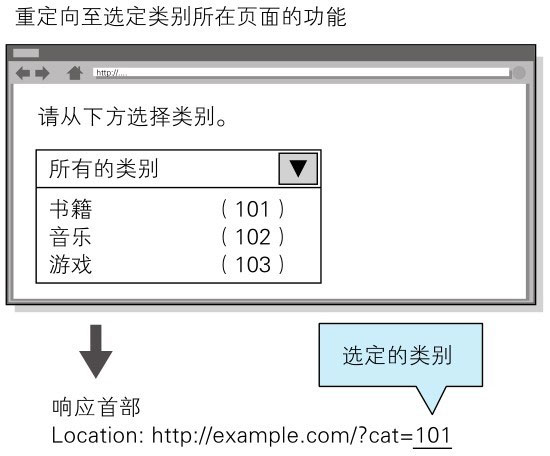 重定向至选定类别所在页面的功能
http://....
请从下方选择类别。
所有的类别 ▼
书籍 （101）
音乐 （102）
游戏 （103）
选定的类别
响应首部
Location: http://example.com/?cat=101